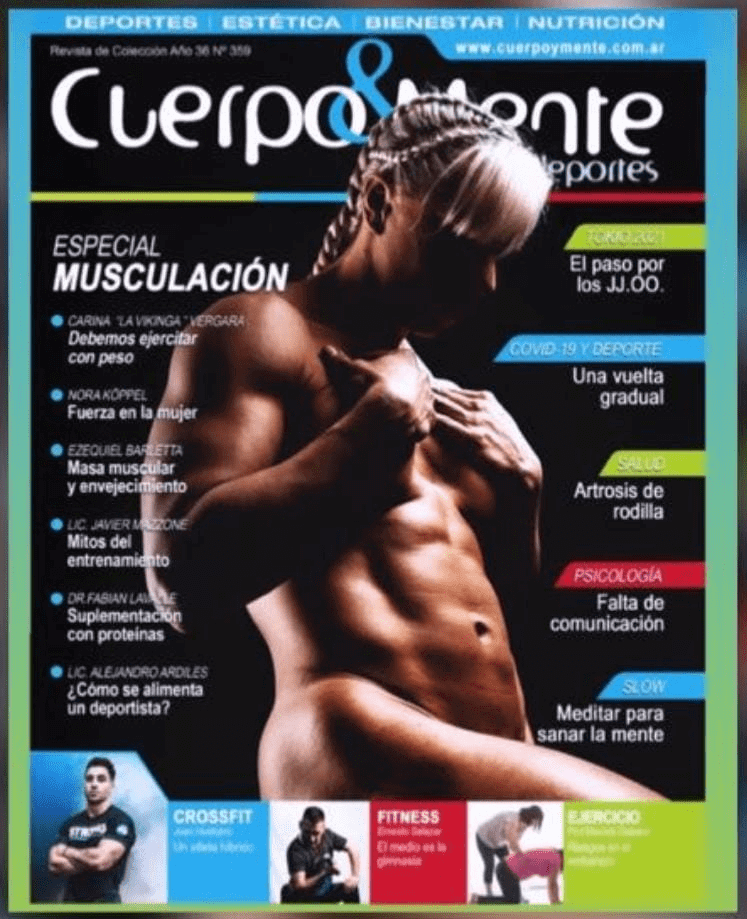 DEPORTES | ESTÉTICA | BIENESTAR | NUTRICIÓN
Revista de Colección Año 36 Nº 359
www.cuerpoymente.com.ar
Cuerpo & Mente
deportes
ESPECIAL
MUSCULACIÓN
CARINA "LA VIKINGA" VERGARA
Debemos ejercitar
con peso
NORA KÖPPEL
Fuerza en la mujer
EZEQUIEL BARLETTA
Masa muscular
y envejecimiento
LIC. JAVIER MAZZONE
Mitos del
entrenamiento
DR. FABIAN LAVALLE
Suplementación
con proteínas
LIC. ALEJANDRO ARDILES
¿Cómo se alimenta
un deportista?
TOKIO 2021
El paso por
los JJ.OO.
COVID-19 Y DEPORTE
Una vuelta
gradual
SALUD
Artrosis de
rodilla
PSICOLOGÍA
Falta de
comunicación
SLOW
Meditar para
sanar la mente
CROSSFIT
Juan
Un atleta híbrido
FITNESS
Ernesto Salazar
El medio es la
gimnasia
EJERCICIO
Riesgos en el
embarazo